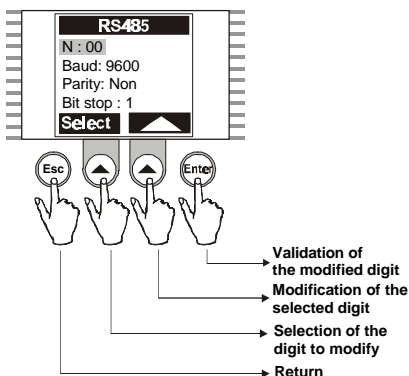 RS485
N : 00
Baud: 9600
Parity: Non
Bit stop : 1
Select
Esc
Enter
Validation of
the modified digit
Modification of the
selected digit
Selection of the
digit to modify
Return